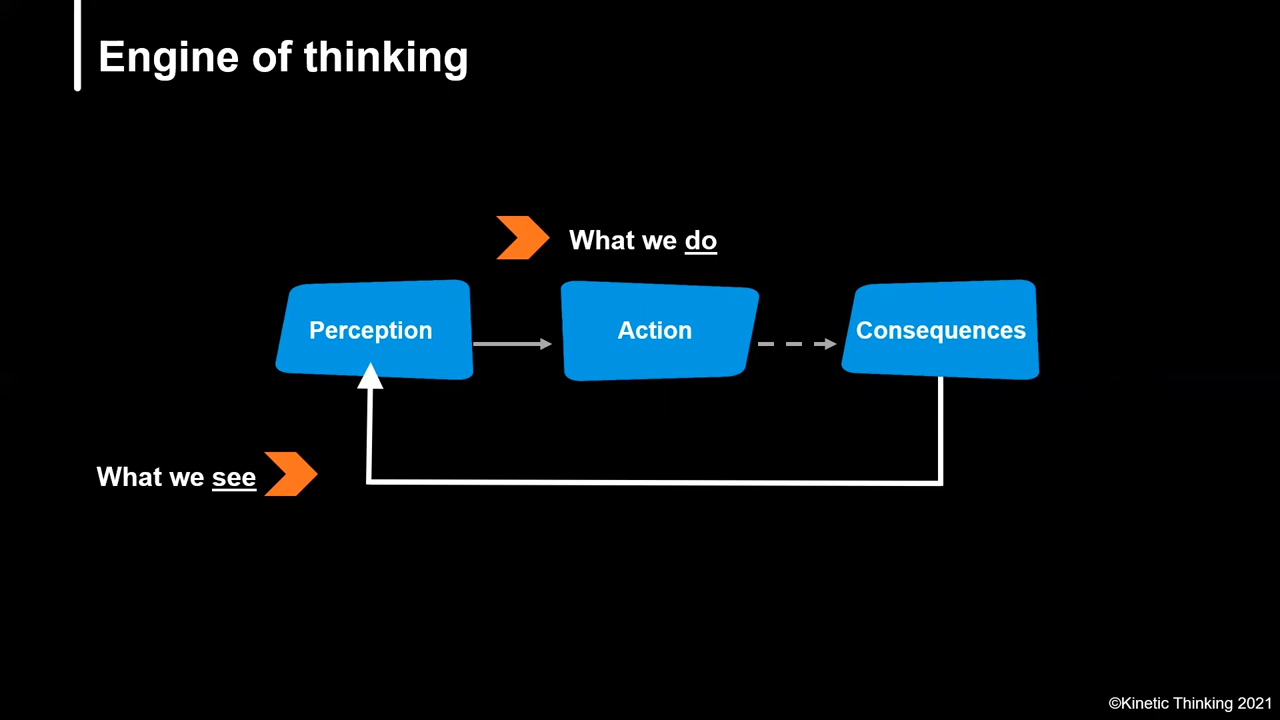 Engine of thinking
What we do
Perception
Action
Consequences
What we see
©Kinetic Thinking 2021